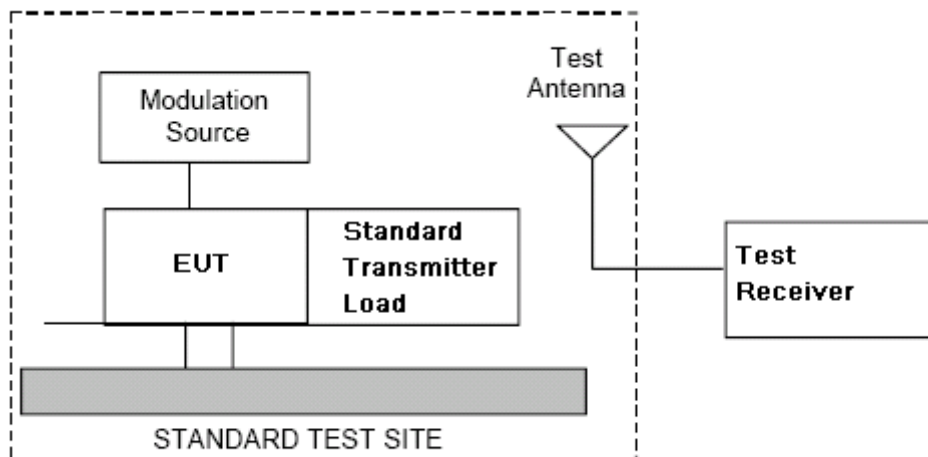 Modulation
Source
Test
Antenna
EUT
Standard
Transmitter
Load
Test
Receiver
STANDARD TEST SITE